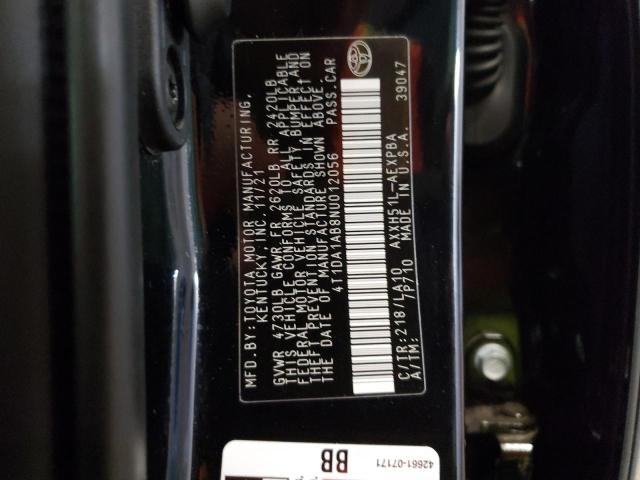 MFD.BY:TOYOTA MOTOR MANUFACTURING,
KENTUCKY, INC. 11/21
GVWR 4730LB GAWR FR 2620LB RR 2420LB
THIS VEHICLE CONFORMS TO ALL APPLICABLE
FEDERAL MOTOR VEHICLE SAFETY, BUMPER AND
THEFT PREVENTION STANDARDS IN EFFECT ON
THE DATE OF MANUFACTURE SHOWN ABOVE.
4T1DA1AB8NU012056 PASS.CAR
C/TR:218/LA20 AXXH51L-AEXPBA 39047
A/TM: 7P710 MADE IN U.S.A.
42661-07171
BB